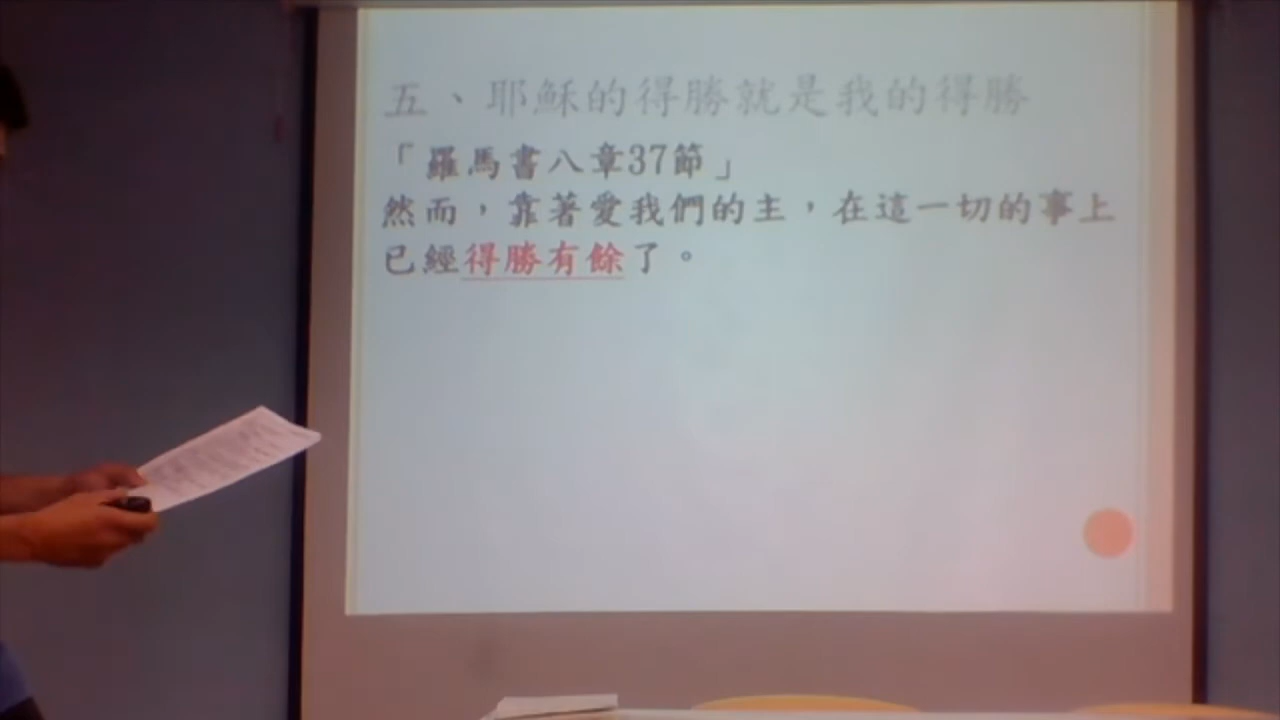 五、耶穌的得勝就是我的得勝
「羅馬書八章37節」
然而，靠著愛我們的主，在這一切的事上
已經得勝有餘了。